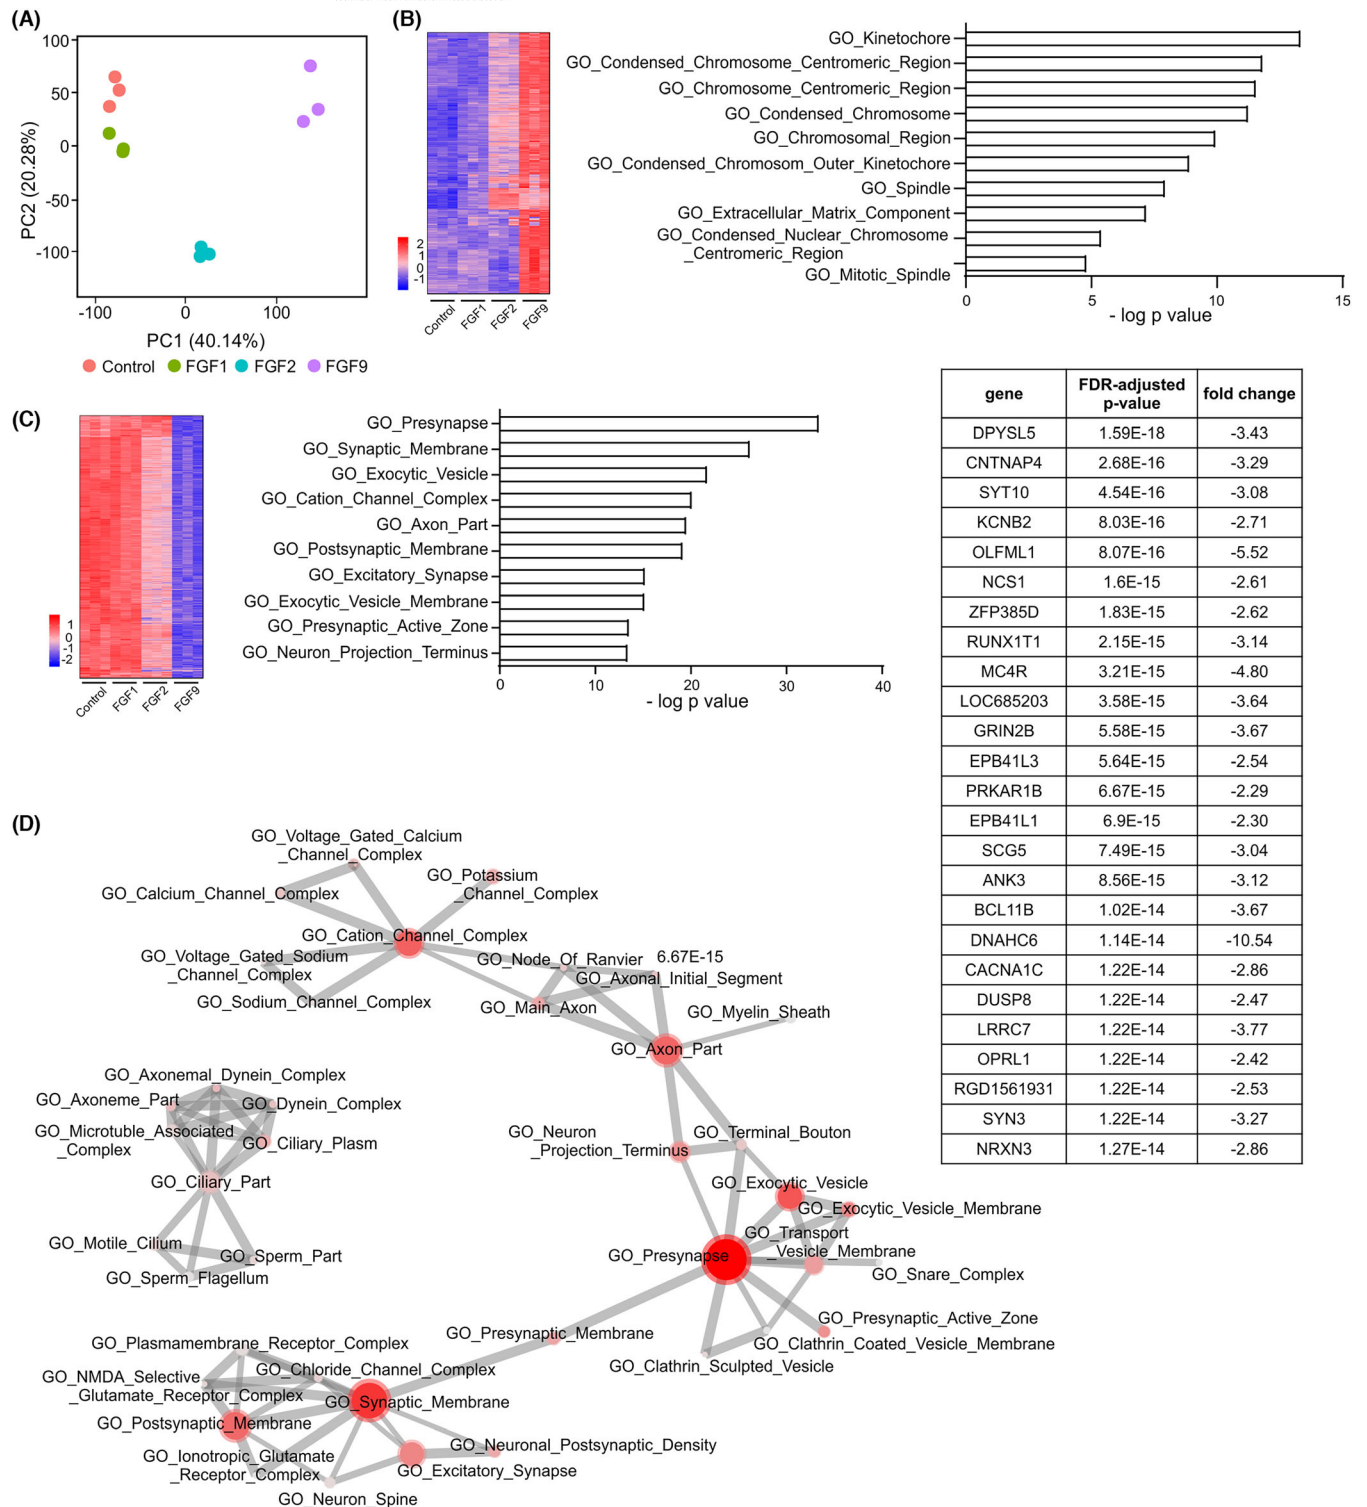 (A)
100
50
0
-50
-100
PC2 (20.28%)
-100
0
100
PC1 (40.14%)
Control
FGF1
FGF2
FGF9
(B)
2
1
0
-1
Control
FGF1
FGF2
FGF9
GO_Kinetochore
GO_Condensed_Chromosome_Centromeric_Region
GO_Chromosome_Centromeric_Region
GO_Condensed_Chromosome
GO_Chromosomal_Region
GO_Condensed_Chromosom_Outer_Kinetochore
GO_Spindle
GO_Extracellular_Matrix_Component
GO_Condensed_Nuclear_Chromosome
_Centromeric_Region
GO_Mitotic_Spindle
0
5
10
15
- log p value
(C)
1
0
-1
-2
Control
FGF1
FGF2
FGF9
GO_Presynapse
GO_Synaptic_Membrane
GO_Exocytic_Vesicle
GO_Cation_Channel_Complex
GO_Axon_Part
GO_Postsynaptic_Membrane
GO_Excitatory_Synapse
GO_Exocytic_Vesicle_Membrane
GO_Presynaptic_Active_Zone
GO_Neuron_Projection_Terminus
0
10
20
30
40
- log p value
gene FDR-adjusted p-value fold change
DPYSL5 1.59E-18 -3.43
CNTNAP4 2.68E-16 -3.29
SYT10 4.54E-16 -3.08
KCNB2 8.03E-16 -2.71
OLFML1 8.07E-16 -5.52
NCS1 1.6E-15 -2.61
ZFP385D 1.83E-15 -2.62
RUNX1T1 2.15E-15 -3.14
MC4R 3.21E-15 -4.80
LOC685203 3.58E-15 -3.64
GRIN2B 5.58E-15 -3.67
EPB41L3 5.64E-15 -2.54
PRKAR1B 6.67E-15 -2.29
EPB41L1 6.9E-15 -2.30
SCG5 7.49E-15 -3.04
ANK3 8.56E-15 -3.12
BCL11B 1.02E-14 -3.67
DNAHC6 1.14E-14 -10.54
CACNA1C 1.22E-14 -2.86
DUSP8 1.22E-14 -2.47
LRRC7 1.22E-14 -3.77
OPRL1 1.22E-14 -2.42
RGD1561931 1.22E-14 -2.53
SYN3 1.22E-14 -3.27
NRXN3 1.27E-14 -2.86
(D)
GO_Voltage_Gated_Calcium
_Channel_Complex
GO_Calcium_Channel_Complex
GO_Potassium
_Channel_Complex
GO_Cation_Channel_Complex
GO_Voltage_Gated_Sodium
_Channel_Complex
GO_Sodium_Channel_Complex
GO_Node_Of_Ranvier
6.67E-15
GO_Axonal_Initial_Segment
GO_Main_Axon
GO_Myelin_Sheath
GO_Axon_Part
GO_Axonemal_Dynein_Complex
GO_Axoneme_Part
GO_Dynein_Complex
GO_Microtuble_Associated
_Complex
GO_Ciliary_Plasm
GO_Ciliary_Part
GO_Motile_Cilium
GO_Sperm_Part
GO_Sperm_Flagellum
GO_Neuron
_Projection_Terminus
GO_Terminal_Bouton
GO_Exocytic_Vesicle
GO_Exocytic_Vesicle_Membrane
GO_Transport
_Vesicle_Membrane
GO_Presynapse
GO_Snare_Complex
GO_Presynaptic_Active_Zone
GO_Clathrin_Coated_Vesicle_Membrane
GO_Clathrin_Sculpted_Vesicle
GO_Presynaptic_Membrane
GO_Plasmamembrane_Receptor_Complex
GO_Chloride_Channel_Complex
GO_NMDA_Selective
_Glutamate_Receptor_Complex
GO_Synaptic_Membrane
GO_Postsynaptic_Membrane
GO_Ionotropic_Glutamate
_Receptor_Complex
GO_Neuronal_Postsynaptic_Density
GO_Excitatory_Synapse
GO_Neuron_Spine